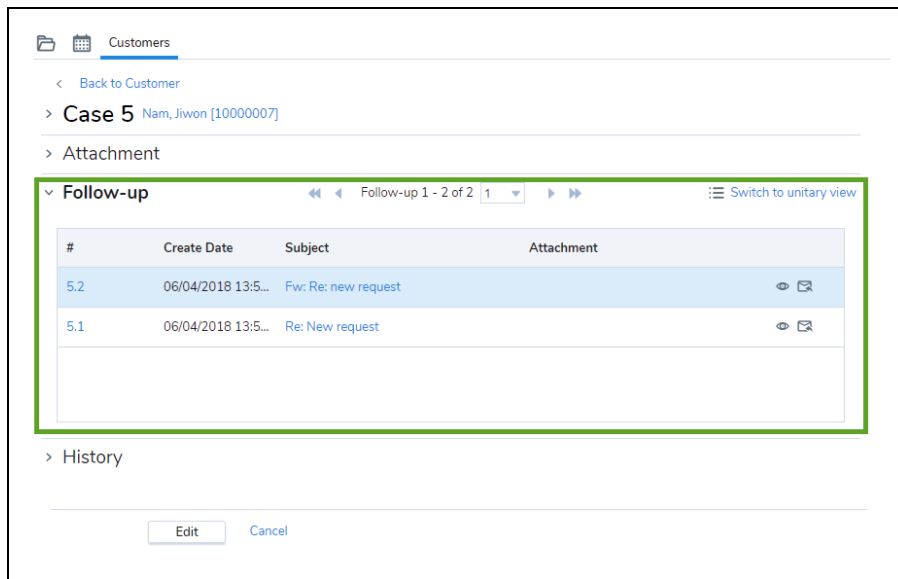 Customers
Back to Customer
Case 5 Nam, Jiwon [10000007]
Attachment
Follow-up Follow-up 1 - 2 of 2 1 Switch to unitary view
# Create Date Subject Attachment
5.2 06/04/2018 13:5... Fw: Re: new request
5.1 06/04/2018 13:5... Re: New request
History
Edit Cancel